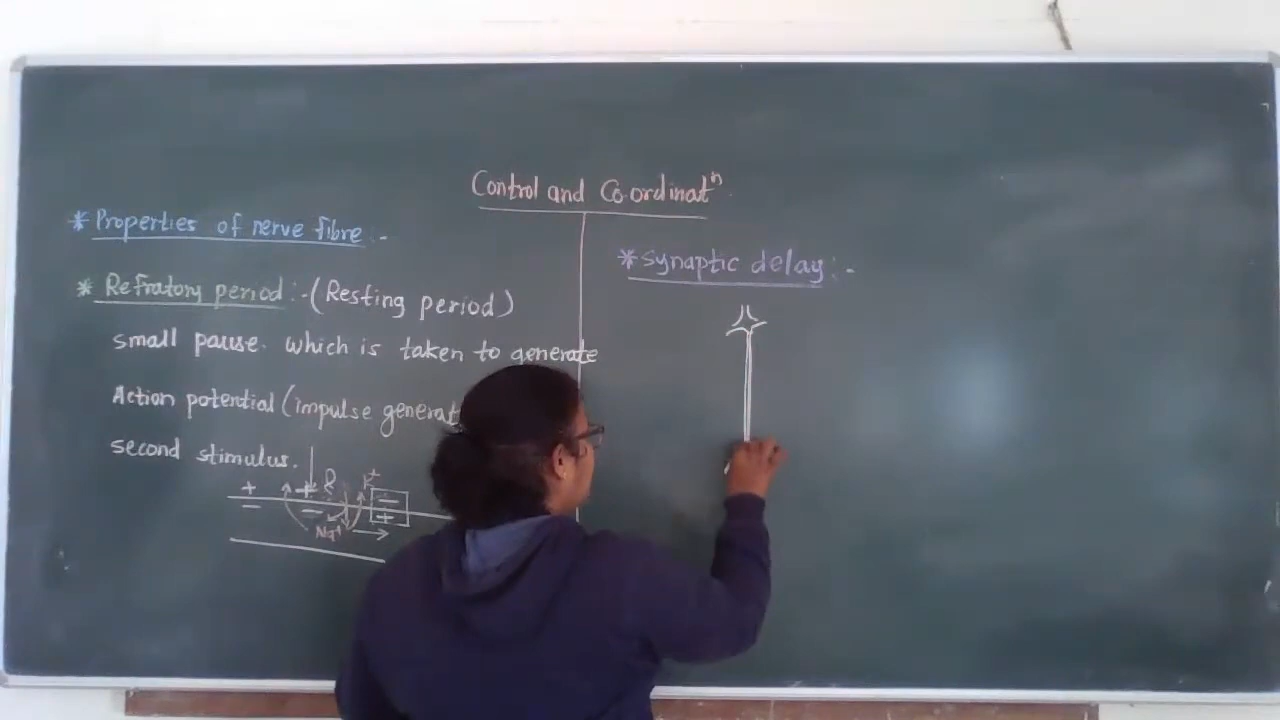 Control and Co-ordinatⁿ.
* Properties of nerve fibre :-
* Refratory period :- (Resting period)
small pause. which is taken to generate
Action potential (impulse generat
second stimulus.
+ + K⁺ −
− − Na⁺ +
* Synaptic delay :-